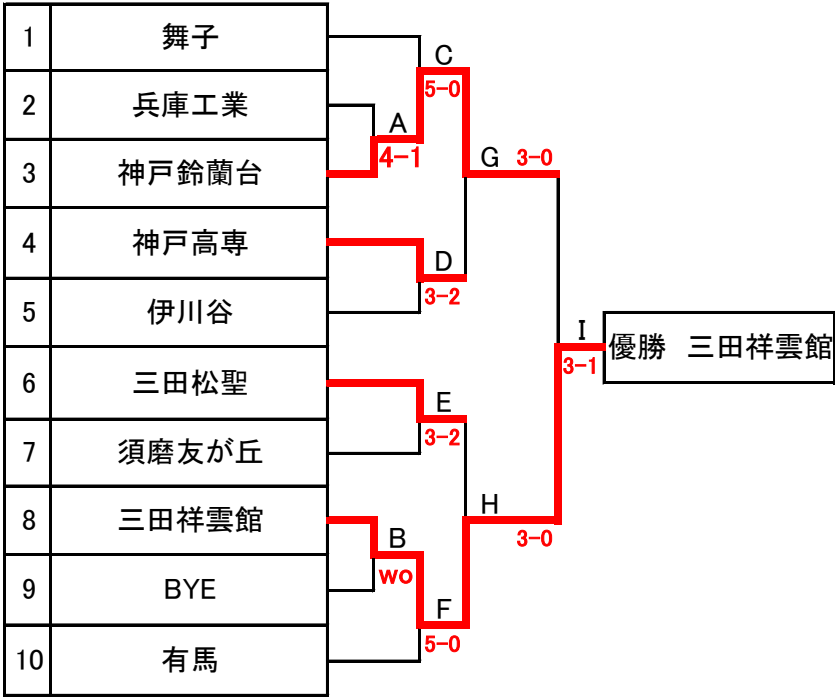 1 舞子
2 兵庫工業
3 神戸鈴蘭台
4 神戸高専
5 伊川谷
6 三田松聖
7 須磨友が丘
8 三田祥雲館
9 BYE
10 有馬
C
5-0
A
4-1
G 3-0
D
3-2
I
3-1
優勝 三田祥雲館
E
3-2
H
3-0
B
wo
F
5-0